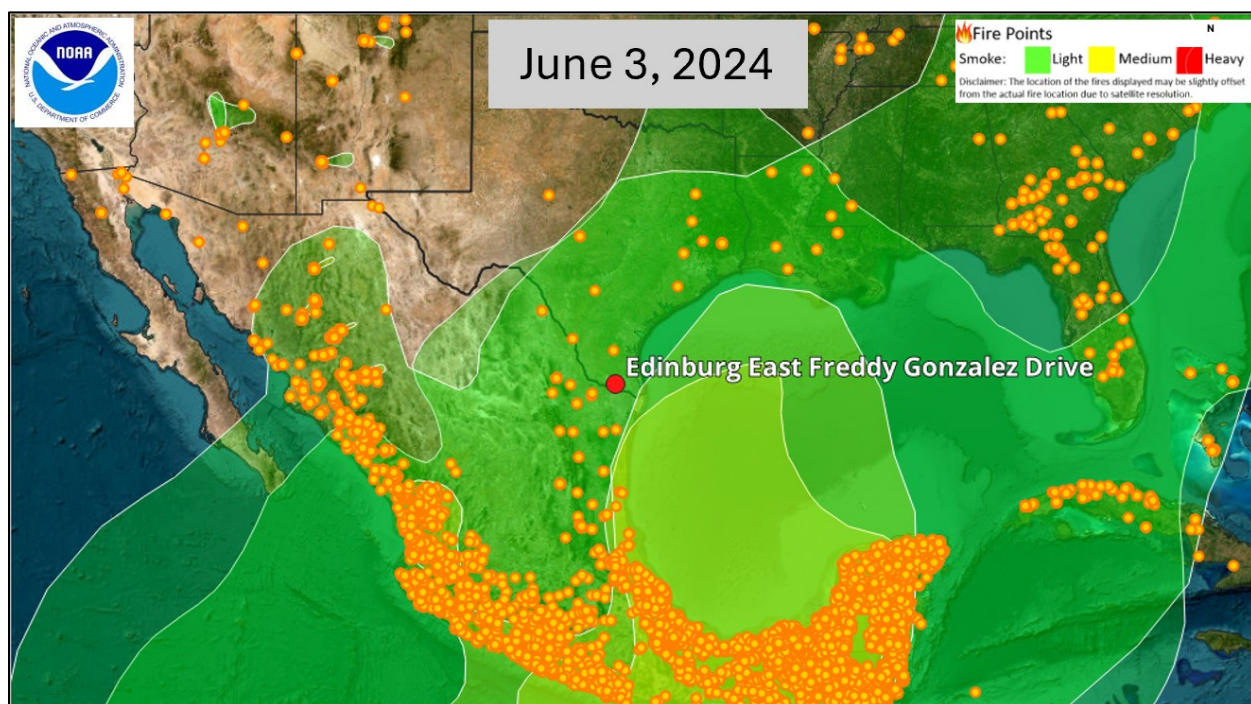 NATIONAL OCEANIC AND ATMOSPHERIC ADMINISTRATION
NOAA
U.S. DEPARTMENT OF COMMERCE
June 3, 2024
N
Fire Points
Smoke: Light Medium Heavy
Disclaimer: The location of the fires displayed may be slightly offset
from the actual fire location due to satellite resolution.
Edinburg East Freddy Gonzalez Drive